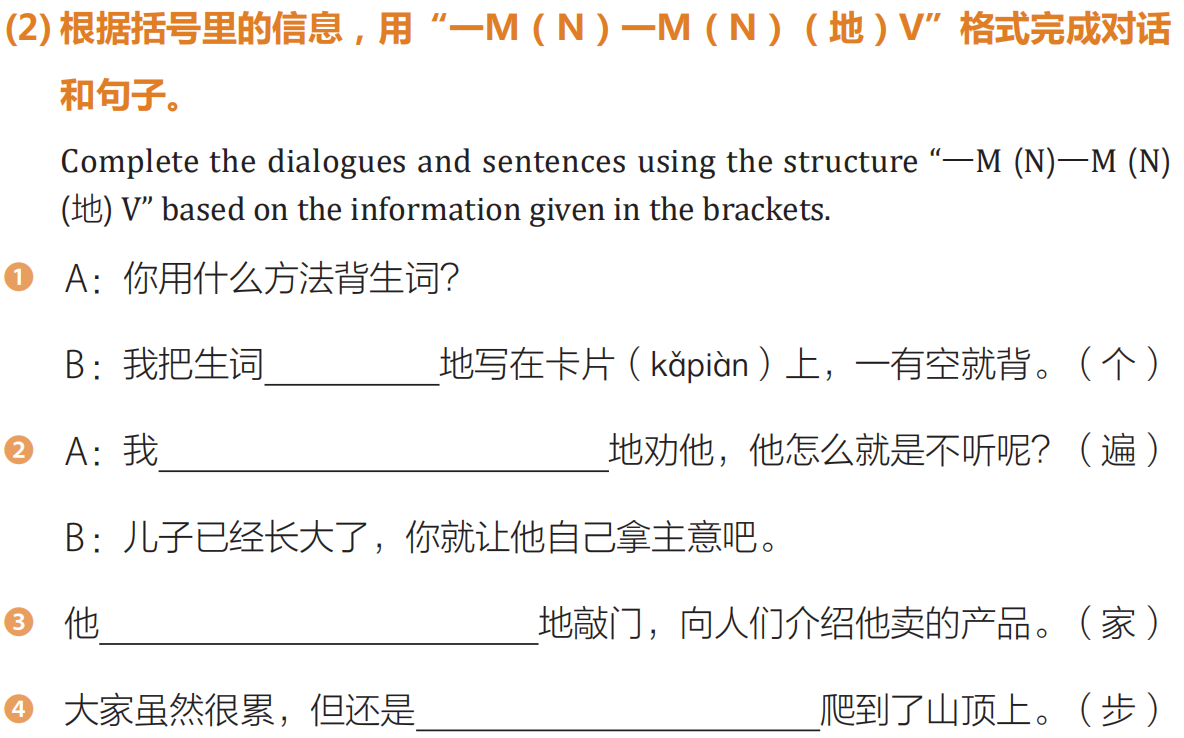 (2) 根据括号里的信息，用“一M（N）一M（N）（地）V”格式完成对话
和句子。
Complete the dialogues and sentences using the structure “一M (N)一M (N)
(地) V” based on the information given in the brackets.
1 A：你用什么方法背生词？
B：我把生词__________地写在卡片（kǎpiàn）上，一有空就背。（个）
2 A：我__________________________地劝他，他怎么就是不听呢？（遍）
B：儿子已经长大了，你就让他自己拿主意吧。
3 他__________________________地敲门，向人们介绍他卖的产品。（家）
4 大家虽然很累，但还是________________________爬到了山顶上。（步）